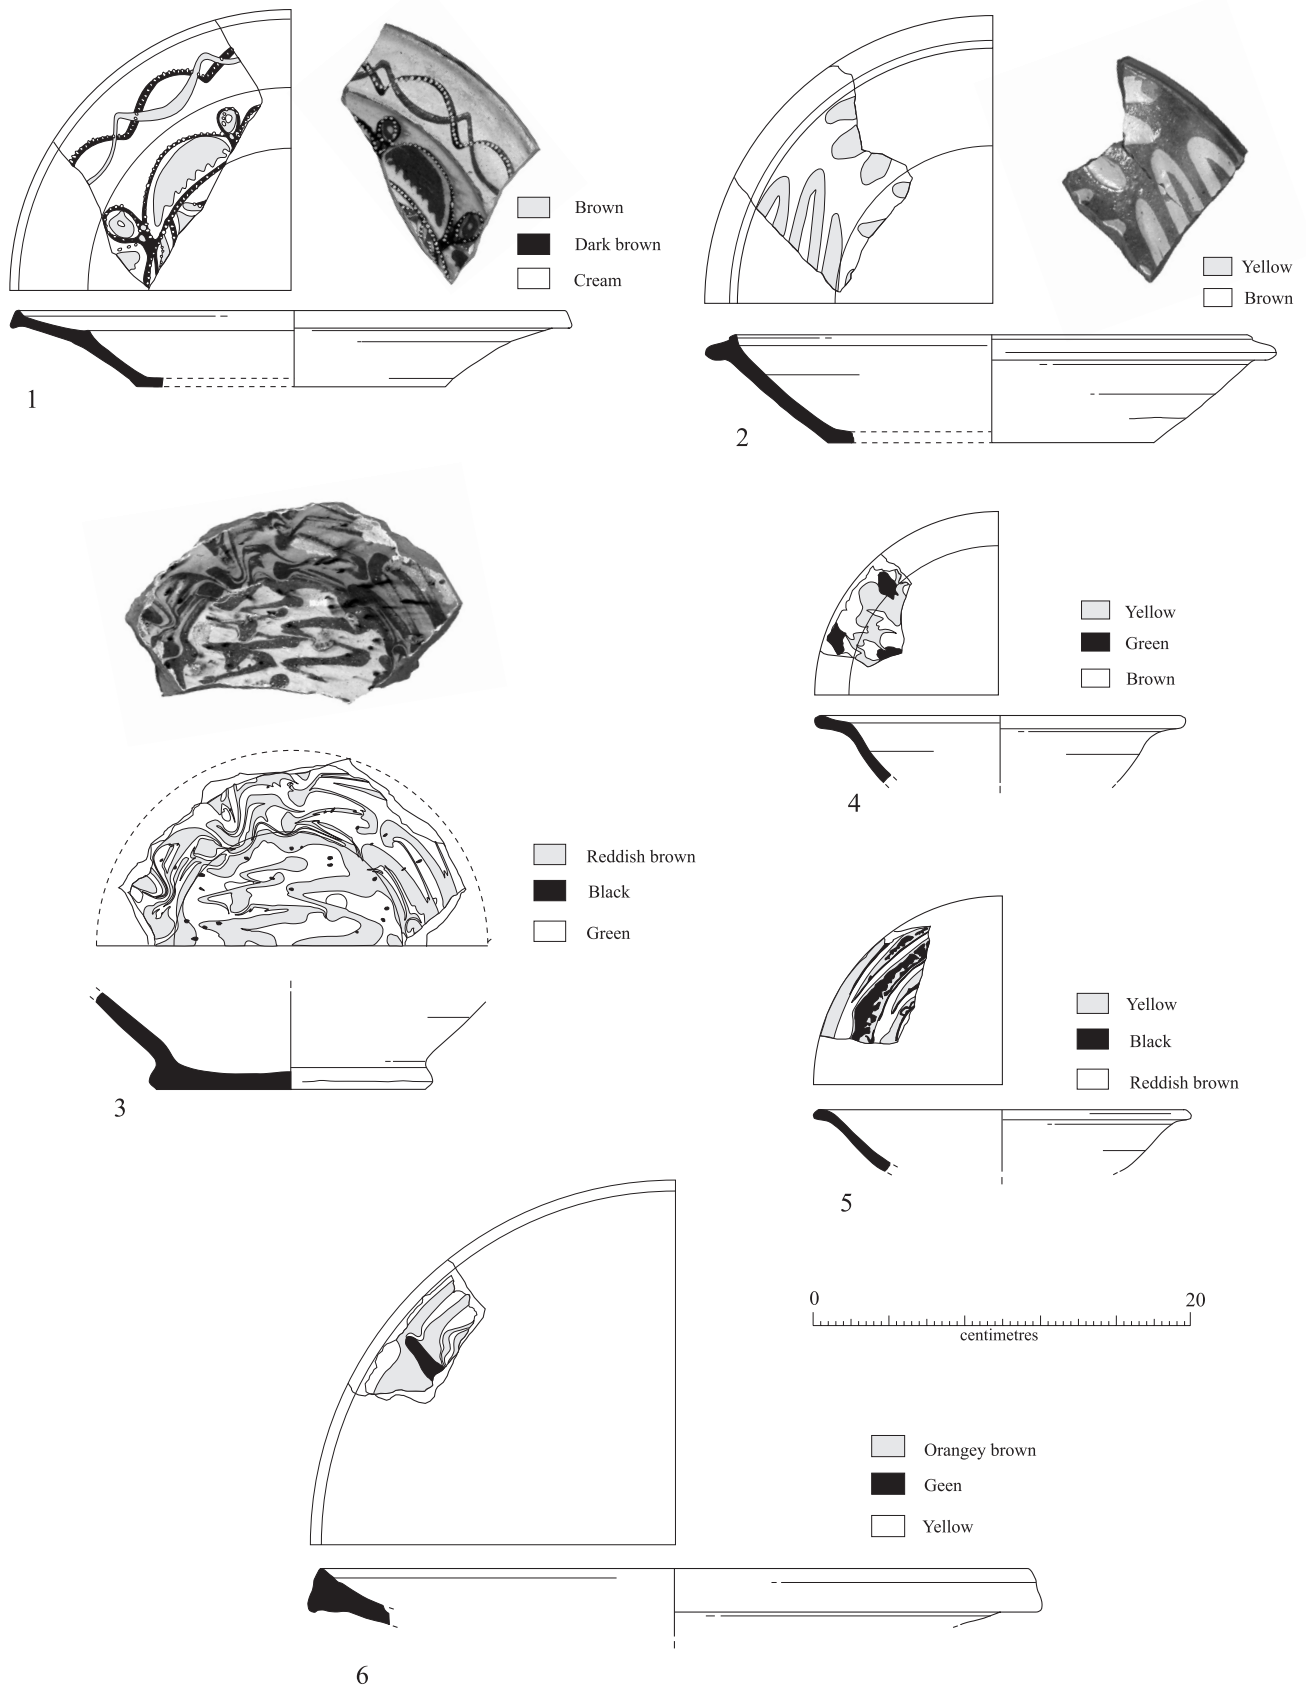 Brown
Dark brown
Cream
1
Yellow
Brown
2
Reddish brown
Black
Green
3
Yellow
Green
Brown
4
Yellow
Black
Reddish brown
5
0 20
centimetres
Orangey brown
Geen
Yellow
6